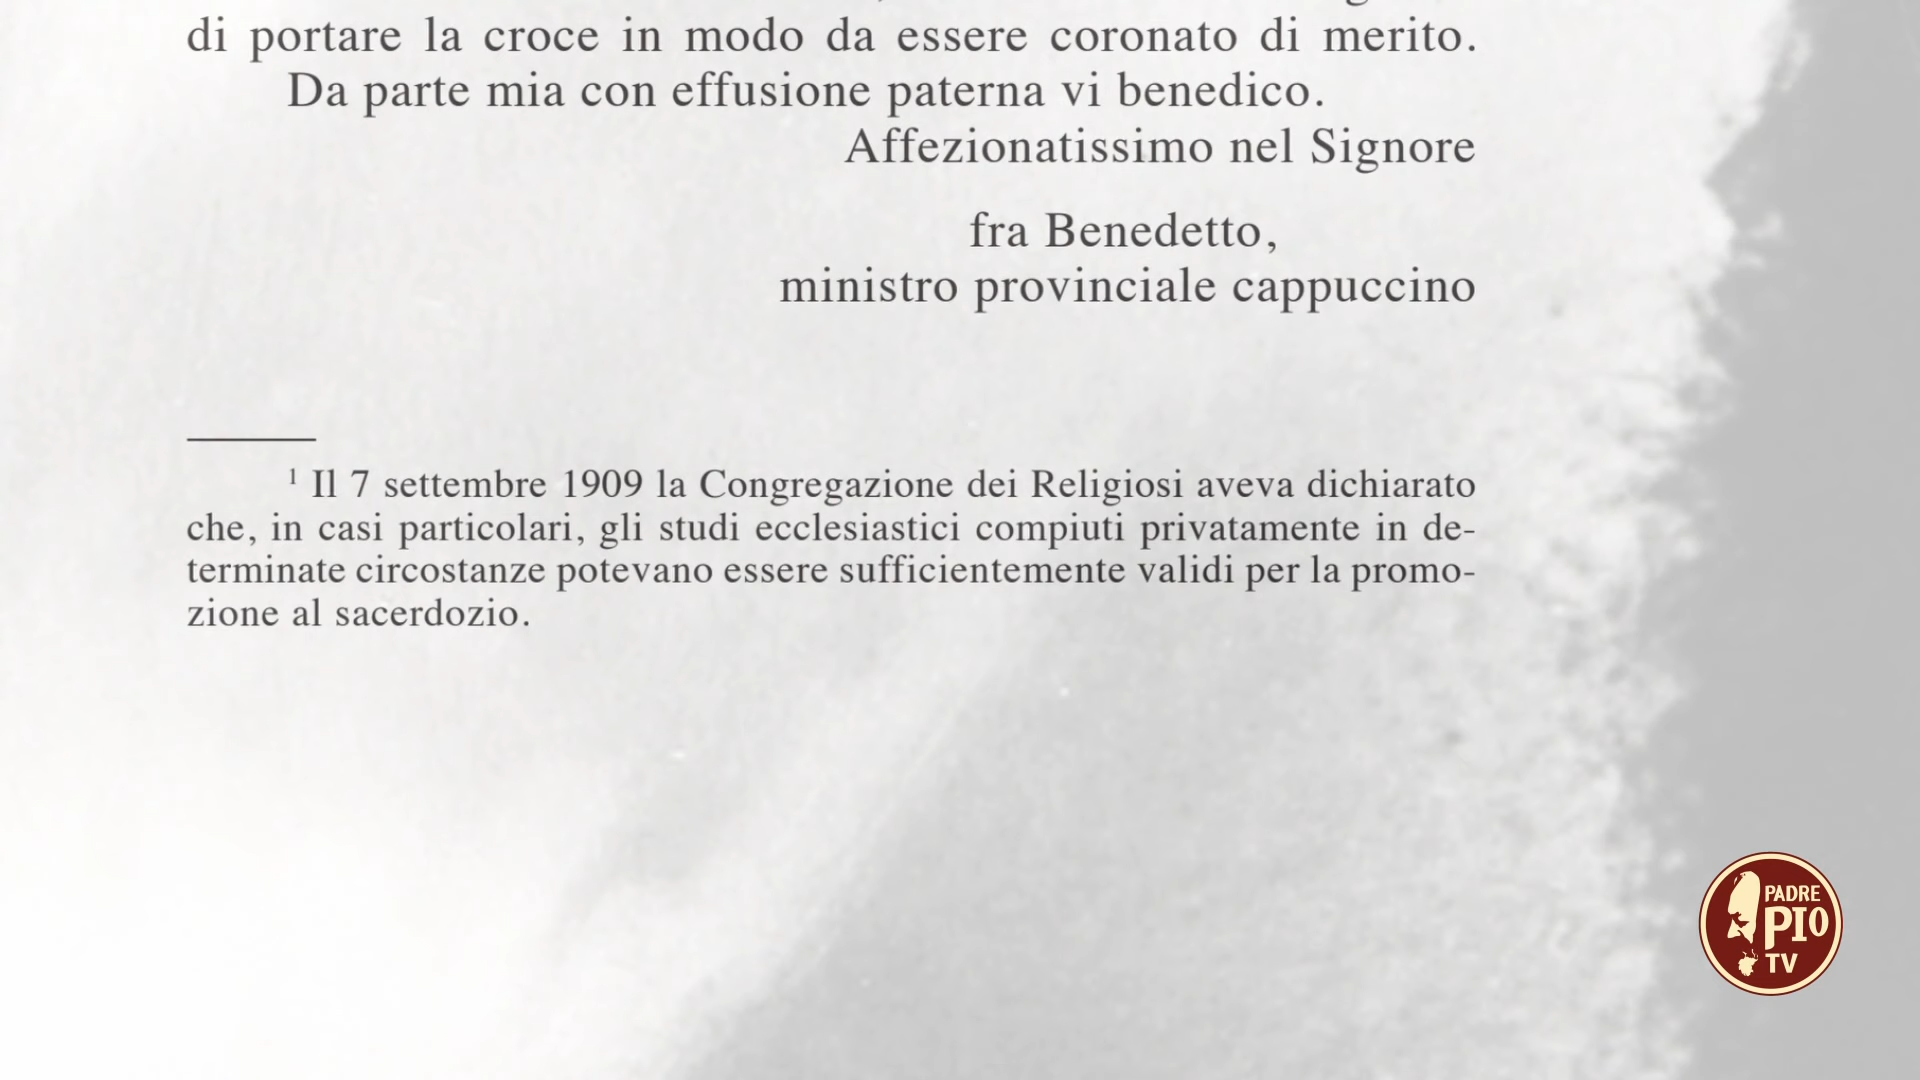 di portare la croce in modo da essere coronato di merito.
Da parte mia con effusione paterna vi benedico.
Affezionatissimo nel Signore
fra Benedetto,
ministro provinciale cappuccino
1 Il 7 settembre 1909 la Congregazione dei Religiosi aveva dichiarato
che, in casi particolari, gli studi ecclesiastici compiuti privatamente in de-
terminate circostanze potevano essere sufficientemente validi per la promo-
zione al sacerdozio.
PADRE
PIO
TV